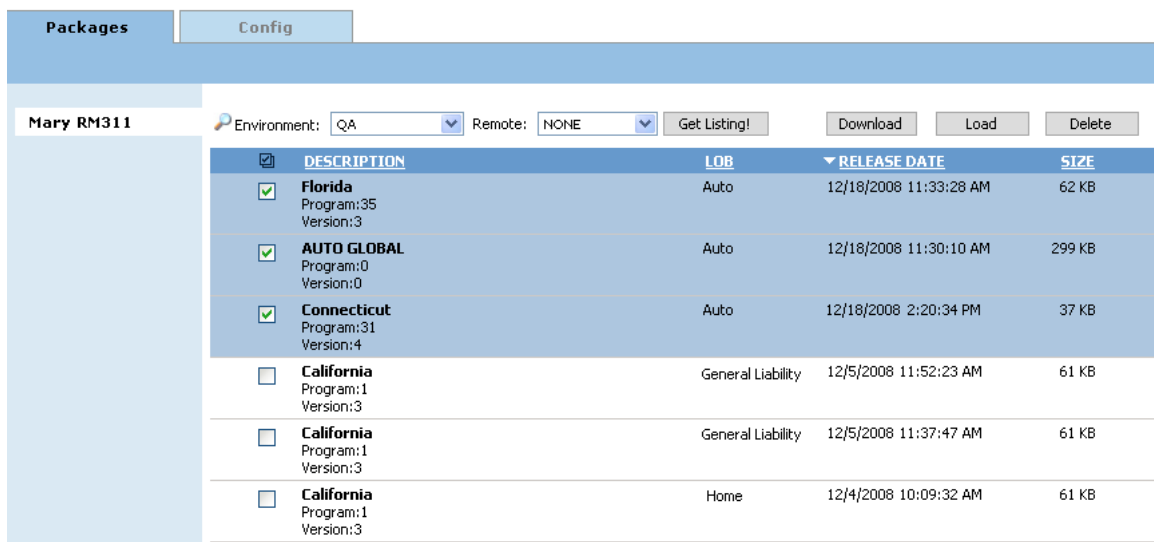 Packages Config
Mary RM311 Environment: QA Remote: NONE Get Listing! Download Load Delete
DESCRIPTION LOB RELEASE DATE SIZE
Florida Auto 12/18/2008 11:33:28 AM 62 KB
Program:35
Version:3
AUTO GLOBAL Auto 12/18/2008 11:30:10 AM 299 KB
Program:0
Version:0
Connecticut Auto 12/18/2008 2:20:34 PM 37 KB
Program:31
Version:4
California General Liability 12/5/2008 11:52:23 AM 61 KB
Program:1
Version:3
California General Liability 12/5/2008 11:37:47 AM 61 KB
Program:1
Version:3
California Home 12/4/2008 10:09:32 AM 61 KB
Program:1
Version:3